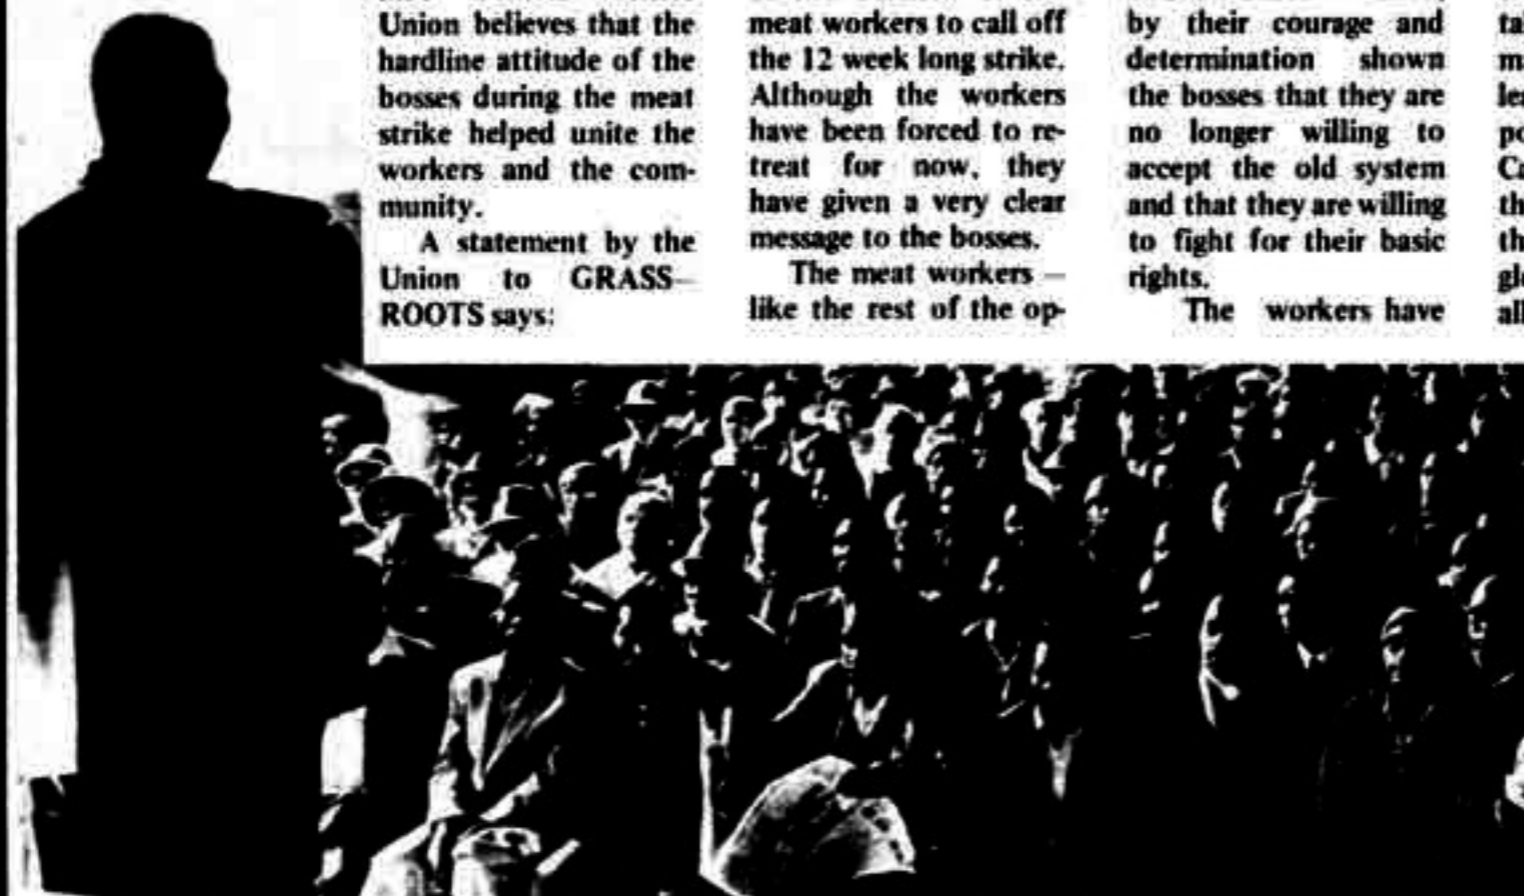 Union believes that the
hardline attitude of the
bosses during the meat
strike helped unite the
workers and the com-
munity.
A statement by the
Union to GRASS—
ROOTS says:
meat workers to call off
the 12 week long strike.
Although the workers
have been forced to re-
treat for now, they
have given a very clear
message to the bosses.
The meat workers —
like the rest of the op-
by their courage and
determination shown
the bosses that they are
no longer willing to
accept the old system
and that they are willing
to fight for their basic
rights.
The workers have